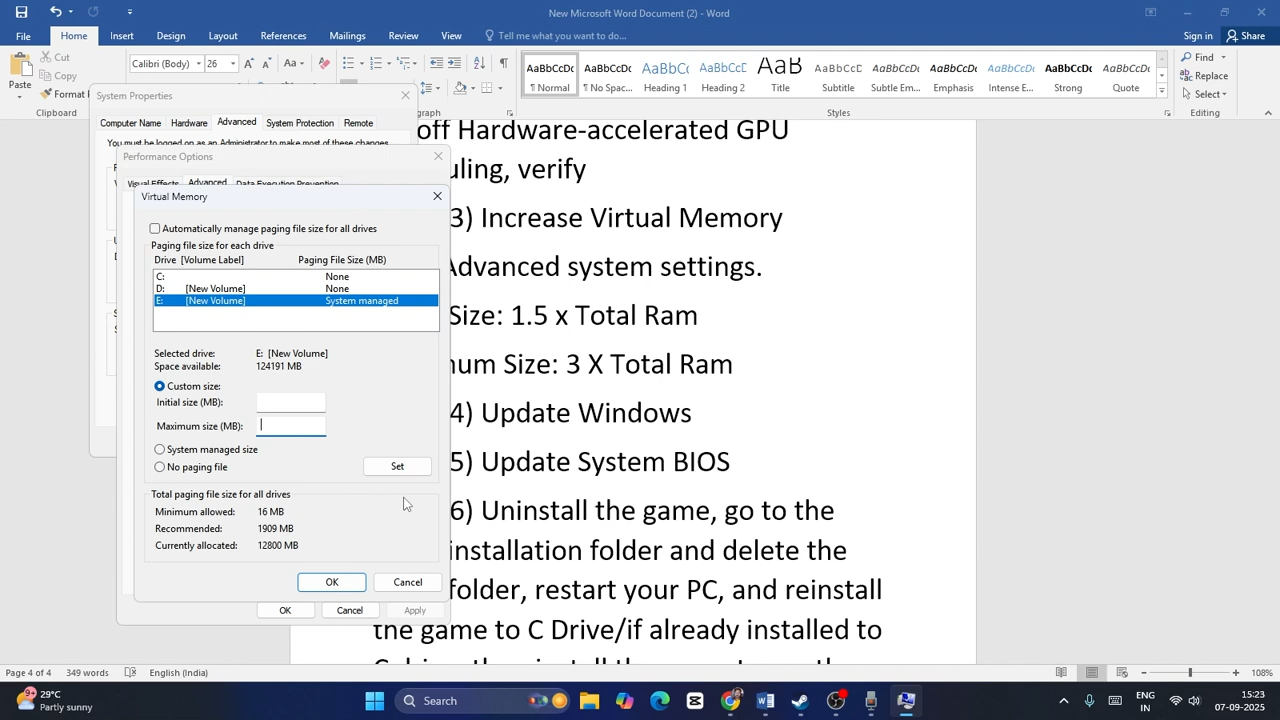 New Microsoft Word Document (2) - Word
File Home Insert Design Layout References Mailings Review View Tell me what you want to do... Sign in Share
Cut
Copy
Format
Paste
Clipboard
Calibri (Body) 26
AaBbCcDc AaBbCcDc AaBbCc AaBbCcE AaB AaBbCcD AaBbCcDc AaBbCcDc AaBbCcDc AaBbCcDc AaBbCcDc
¶ Normal ¶ No Spac... Heading 1 Heading 2 Title Subtitle Subtle Em... Emphasis Intense E... Strong Quote
Styles
Find
Replace
Select
Editing
System Properties
Computer Name Hardware Advanced System Protection Remote
You must be logged on as an Administrator to make most of these changes.
Performance Options
Visual Effects Advanced Data Execution Prevention
Virtual Memory
Automatically manage paging file size for all drives
Paging file size for each drive
Drive [Volume Label] Paging File Size (MB)
C: None
D: [New Volume] None
E: [New Volume] System managed
Selected drive: E: [New Volume]
Space available: 124191 MB
Custom size:
Initial size (MB):
Maximum size (MB):
System managed size
No paging file
Set
Total paging file size for all drives
Minimum allowed: 16 MB
Recommended: 1909 MB
Currently allocated: 12800 MB
OK Cancel
OK Cancel Apply
off Hardware-accelerated GPU
uling, verify
3) Increase Virtual Memory
Advanced system settings.
Size: 1.5 x Total Ram
num Size: 3 X Total Ram
4) Update Windows
5) Update System BIOS
6) Uninstall the game, go to the
installation folder and delete the
folder, restart your PC, and reinstall
the game to C Drive/if already installed to
Page 4 of 4 349 words English (India) 108%
29°C
Partly sunny
Search
ENG
IN
15:23
07-09-2025